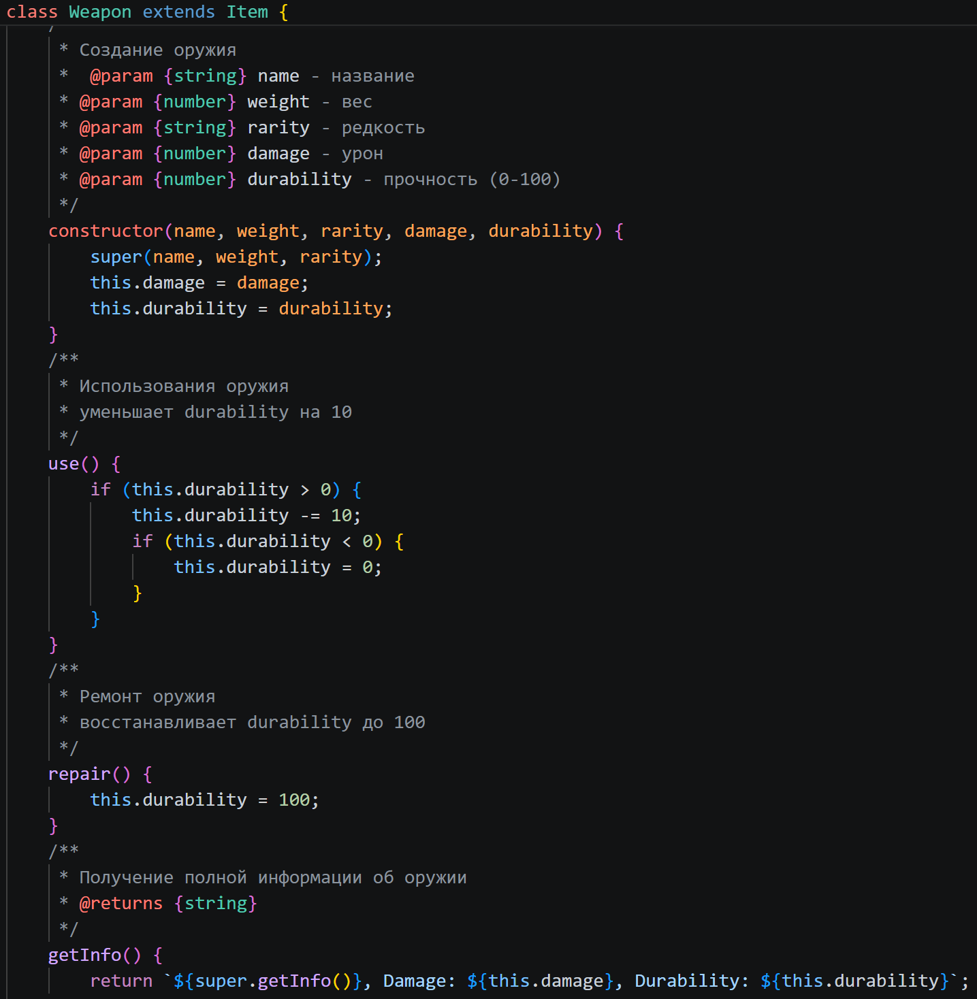 class Weapon extends Item {
* Создание оружия
*  @param {string} name - название
* @param {number} weight - вес
* @param {string} rarity - редкость
* @param {number} damage - урон
* @param {number} durability - прочность (0-100)
*/
constructor(name, weight, rarity, damage, durability) {
super(name, weight, rarity);
this.damage = damage;
this.durability = durability;
}
/**
* Использования оружия
* уменьшает durability на 10
*/
use() {
if (this.durability > 0) {
this.durability -= 10;
if (this.durability < 0) {
this.durability = 0;
}
}
}
/**
* Ремонт оружия
* восстанавливает durability до 100
*/
repair() {
this.durability = 100;
}
/**
* Получение полной информации об оружии
* @returns {string}
*/
getInfo() {
return `${super.getInfo()}, Damage: ${this.damage}, Durability: ${this.durability}`;